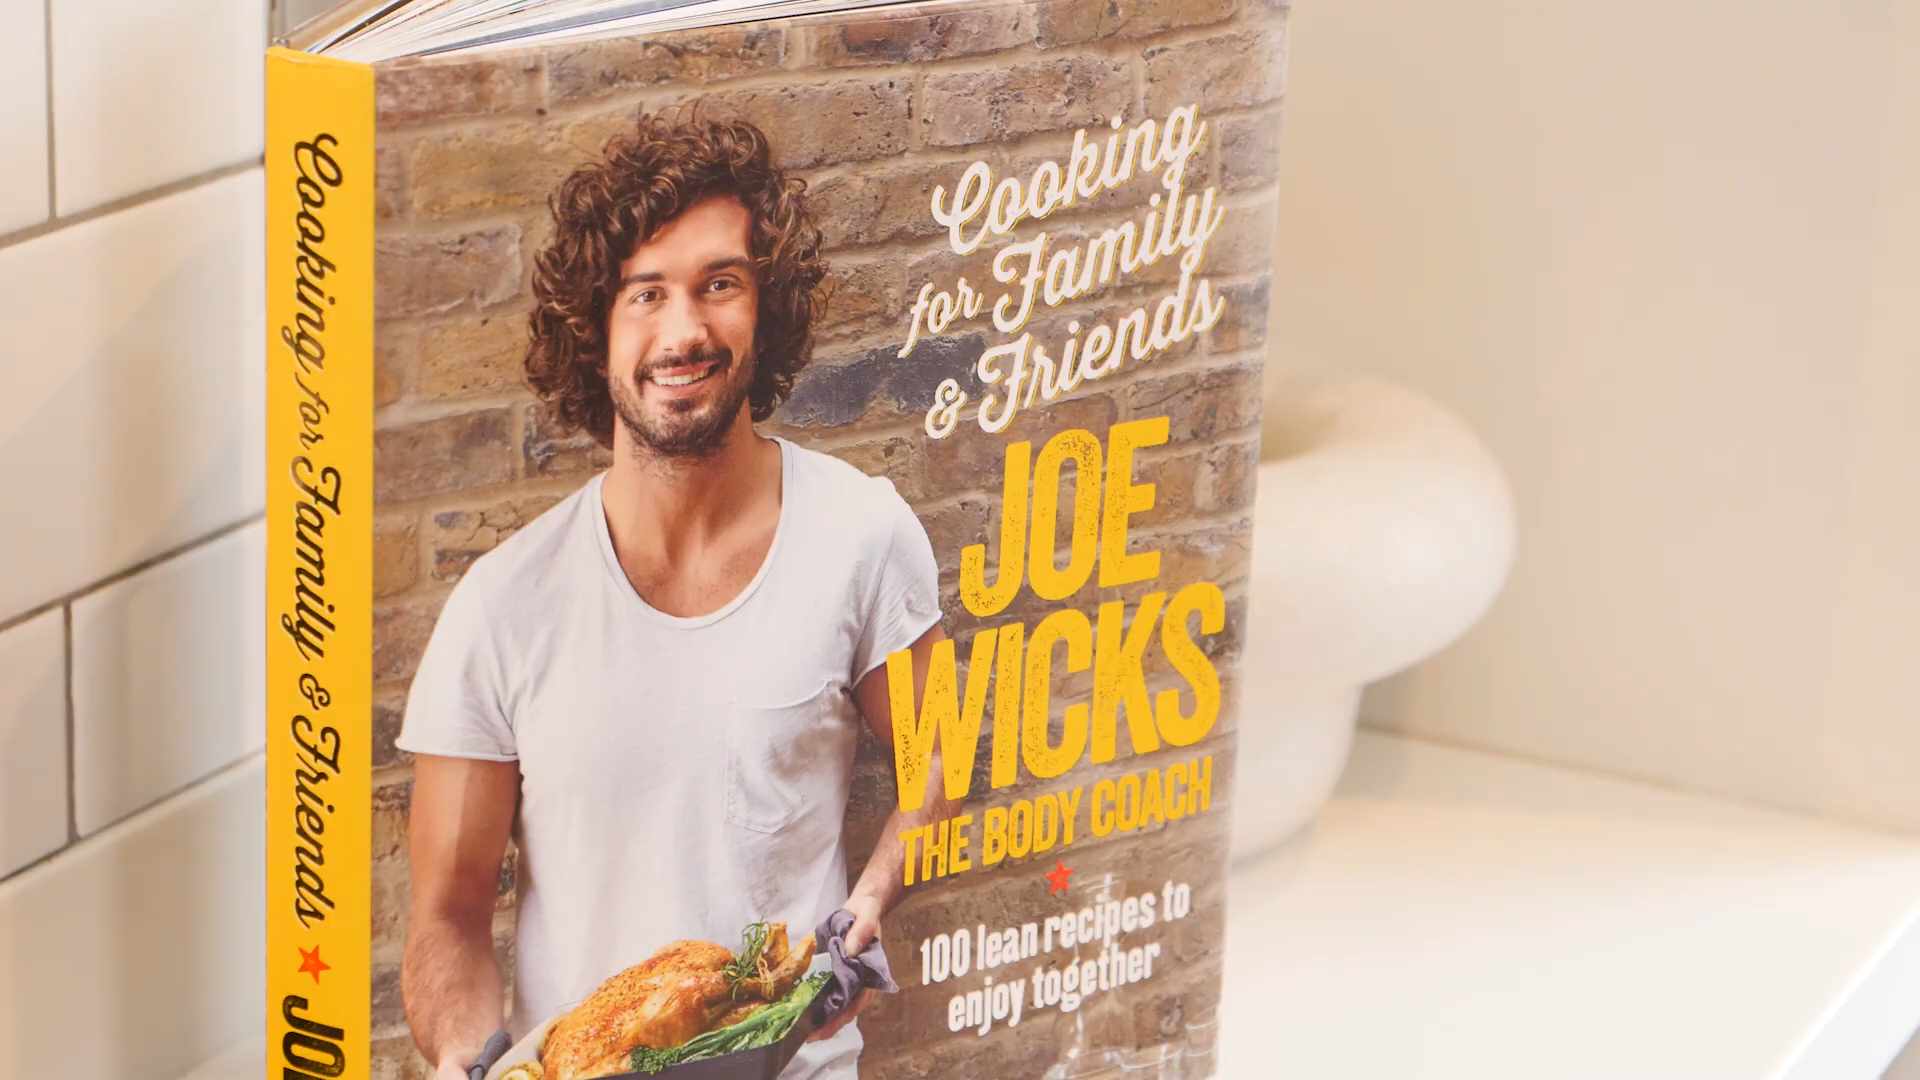 Cooking for Family & Friends ★ JOE
Cooking
for Family
& Friends
JOE
WICKS
THE BODY COACH
100 lean recipes to
enjoy together